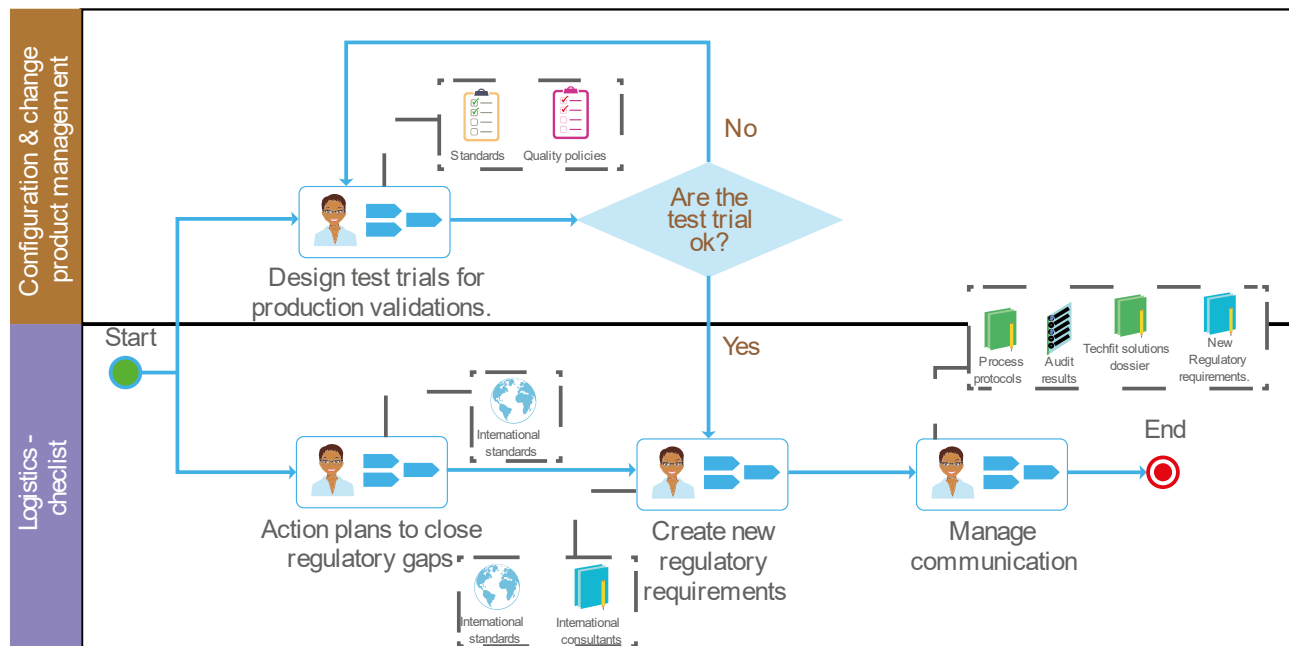 Configuration & change
product management
No
Standards
Quality policies
Are the
test trial
ok?
Design test trials for
production validations.
Logistics -
checlist
Start
Yes
Process
protocols
Audit
results
Techfit solutions
dossier
New
Regulatory
requirements.
International
standards
End
Action plans to close
regulatory gaps
Create new
regulatory
requirements
Manage
communication
International
standards
International
consultants